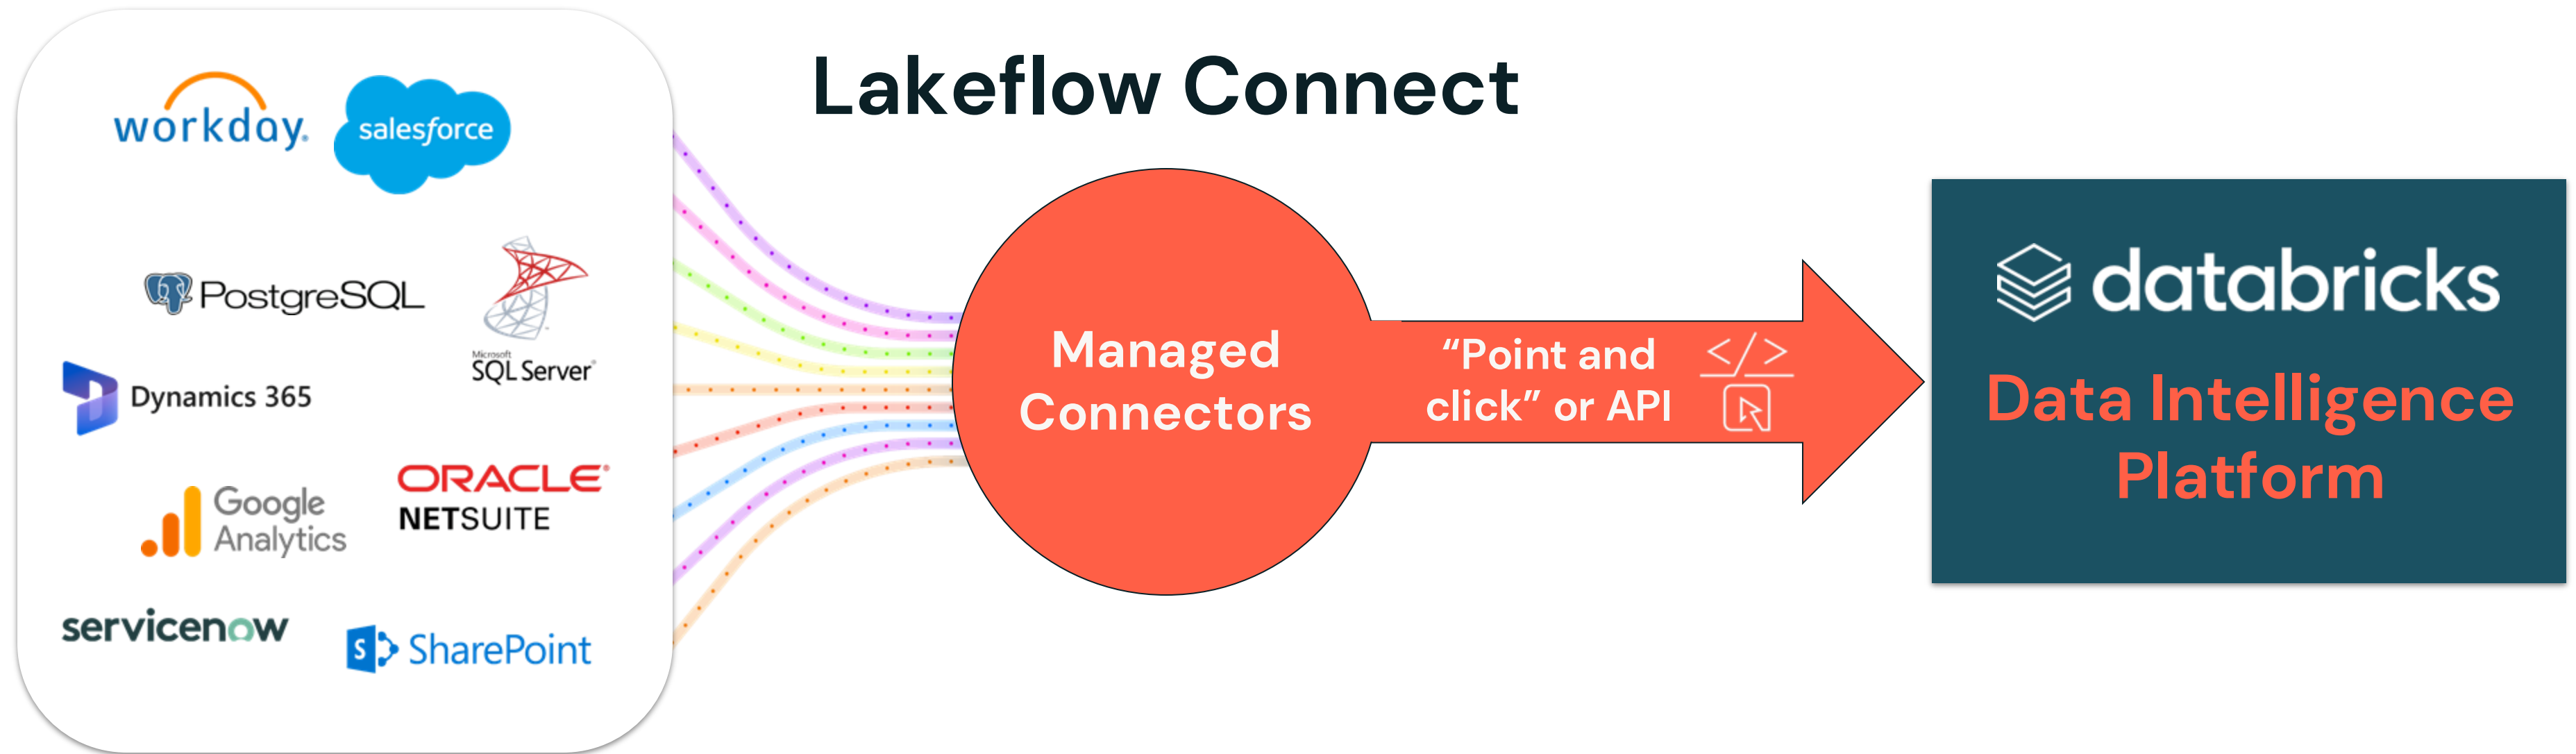 Lakeflow Connect
workday.
salesforce
PostgreSQL
Microsoft
SQL Server
Dynamics 365
Google
Analytics
ORACLE
NETSUITE
servicenow
S
SharePoint
Managed
Connectors
“Point and
click” or API
</>
databricks
Data Intelligence
Platform